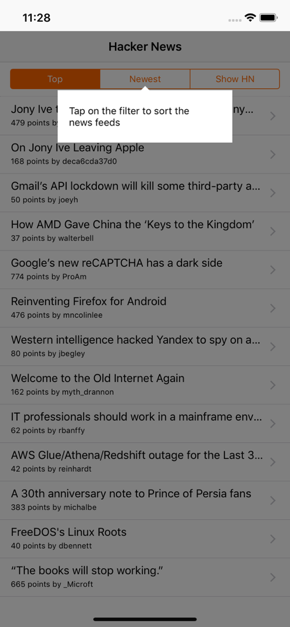 11:28
Hacker News
Top
Newest
Show HN
Tap on the filter to sort the
news feeds
Jony Ive ny...
479 points by
On Jony Ive Leaving Apple
168 points by deca6cda37d0
Gmail's API lockdown will kill some third-party a...
50 points by joeyh
How AMD Gave China the ‘Keys to the Kingdom’
37 points by walterbell
Google's new reCAPTCHA has a dark side
774 points by ProAm
Reinventing Firefox for Android
476 points by mncolinlee
Western intelligence hacked Yandex to spy on a...
80 points by jbegley
Welcome to the Old Internet Again
162 points by myth_drannon
IT professionals should work in a mainframe env...
62 points by rbanffy
AWS Glue/Athena/Redshift outage for the Last 3...
42 points by reinhardt
A 30th anniversary note to Prince of Persia fans
383 points by michalbe
FreeDOS's Linux Roots
40 points by dbennett
“The books will stop working.”
665 points by _Microft